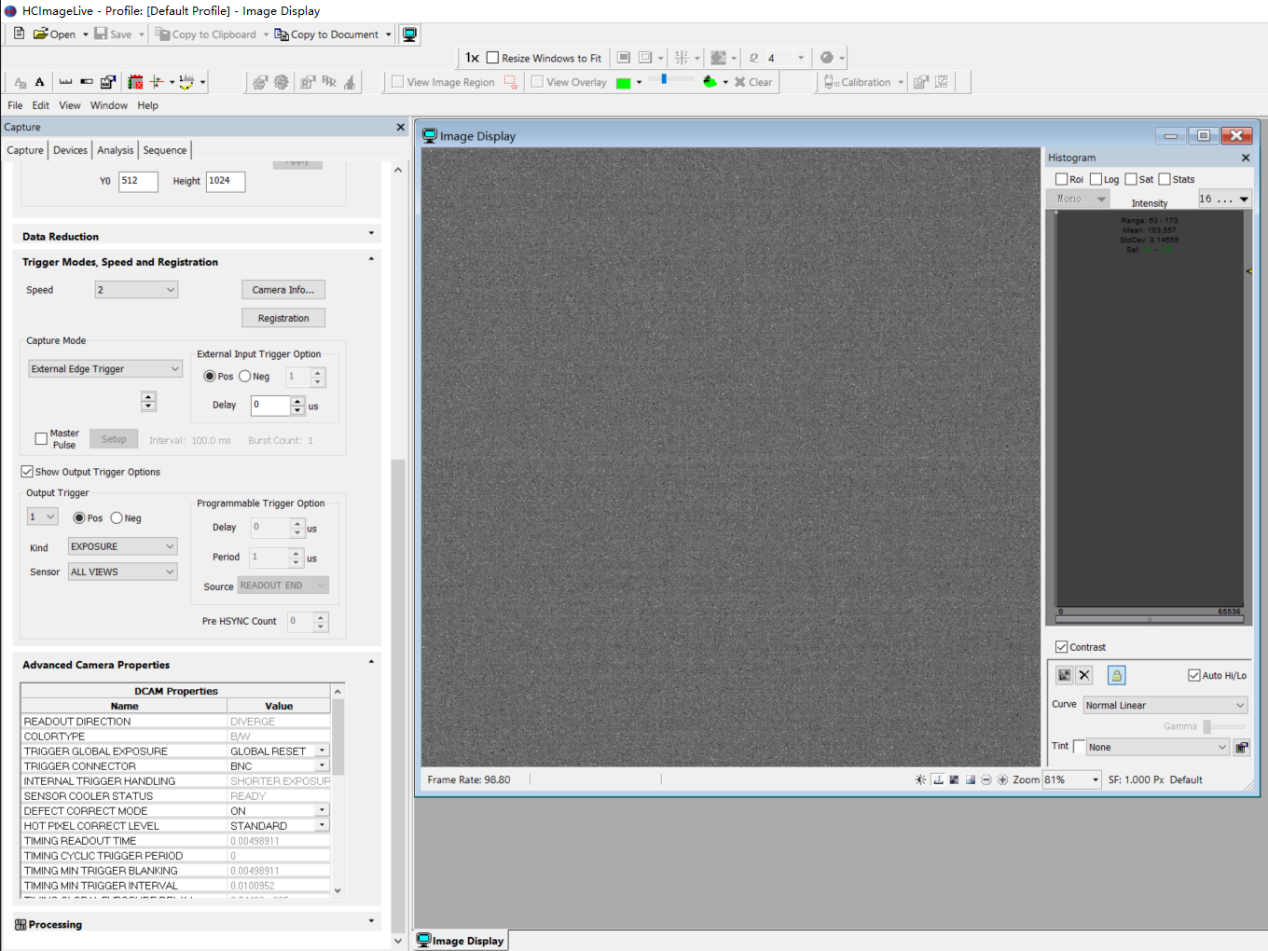 HCImageLive - Profile: [Default Profile] - Image Display
Open Save Copy to Clipboard Copy to Document
1x Resize Windows to Fit 4
A A View Image Region View Overlay Clear Calibration
File Edit View Window Help
Capture
Capture Devices Analysis Sequence
Apply
Y0 512 Height 1024
Data Reduction
Trigger Modes, Speed and Registration
Speed 2 Camera Info...
Registration
Capture Mode
External Edge Trigger
External Input Trigger Option
Pos Neg 1
Delay 0 us
Master Pulse Setup Interval: 100.0 ms Burst Count: 1
Show Output Trigger Options
Output Trigger
1 Pos Neg
Kind EXPOSURE
Sensor ALL VIEWS
Programmable Trigger Option
Delay 0 us
Period 1 us
Source READOUT END
Pre HSYNC Count 0
Advanced Camera Properties
DCAM Properties
Name Value
READOUT DIRECTION DIVERGE
COLORTYPE B/W
TRIGGER GLOBAL EXPOSURE GLOBAL RESET
TRIGGER CONNECTOR BNC
INTERNAL TRIGGER HANDLING SHORTER EXPOSUR
SENSOR COOLER STATUS READY
DEFECT CORRECT MODE ON
HOT PIXEL CORRECT LEVEL STANDARD
TIMING READOUT TIME 0.00498911
TIMING CYCLIC TRIGGER PERIOD 0
TIMING MIN TRIGGER BLANKING 0.00498911
TIMING MIN TRIGGER INTERVAL 0.0100952
Processing
Image Display
Histogram
Roi Log Sat Stats
Mono Intensity 16 ...
Range: 63 - 173
Mean: 103.557
StdDev: 3.14655
Sel:
0 65536
Contrast
Auto Hi/Lo
Curve Normal Linear
Gamma
Tint None
Frame Rate: 98.80 Zoom 81% SF: 1.000 Px Default
Image Display